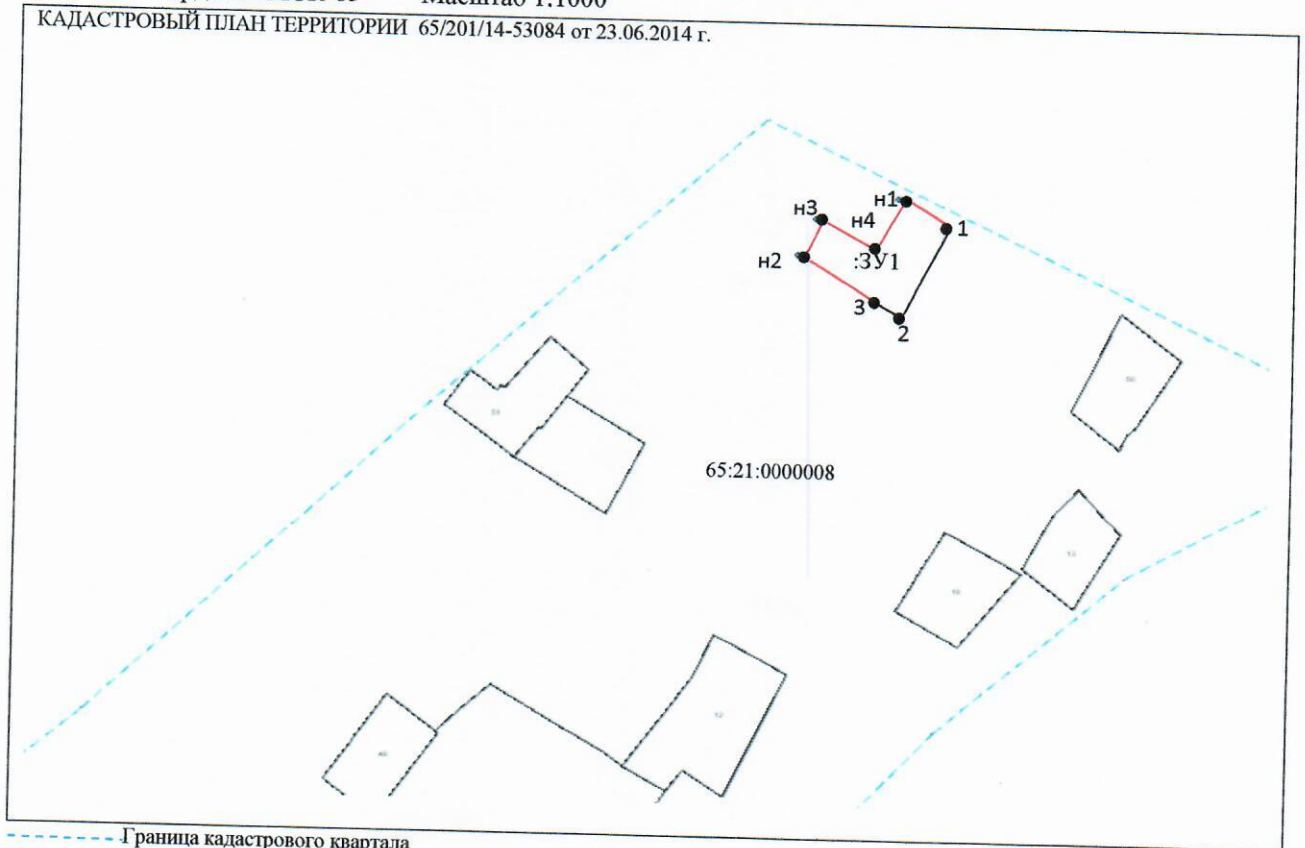 Масштаб 1:1000
КАДАСТРОВЫЙ ПЛАН ТЕРРИТОРИИ 65/201/14-53084 от 23.06.2014 г.
н1
н3
н4
1
н2
:ЗУ1
3
2
65:21:0000008
Граница кадастрового квартала